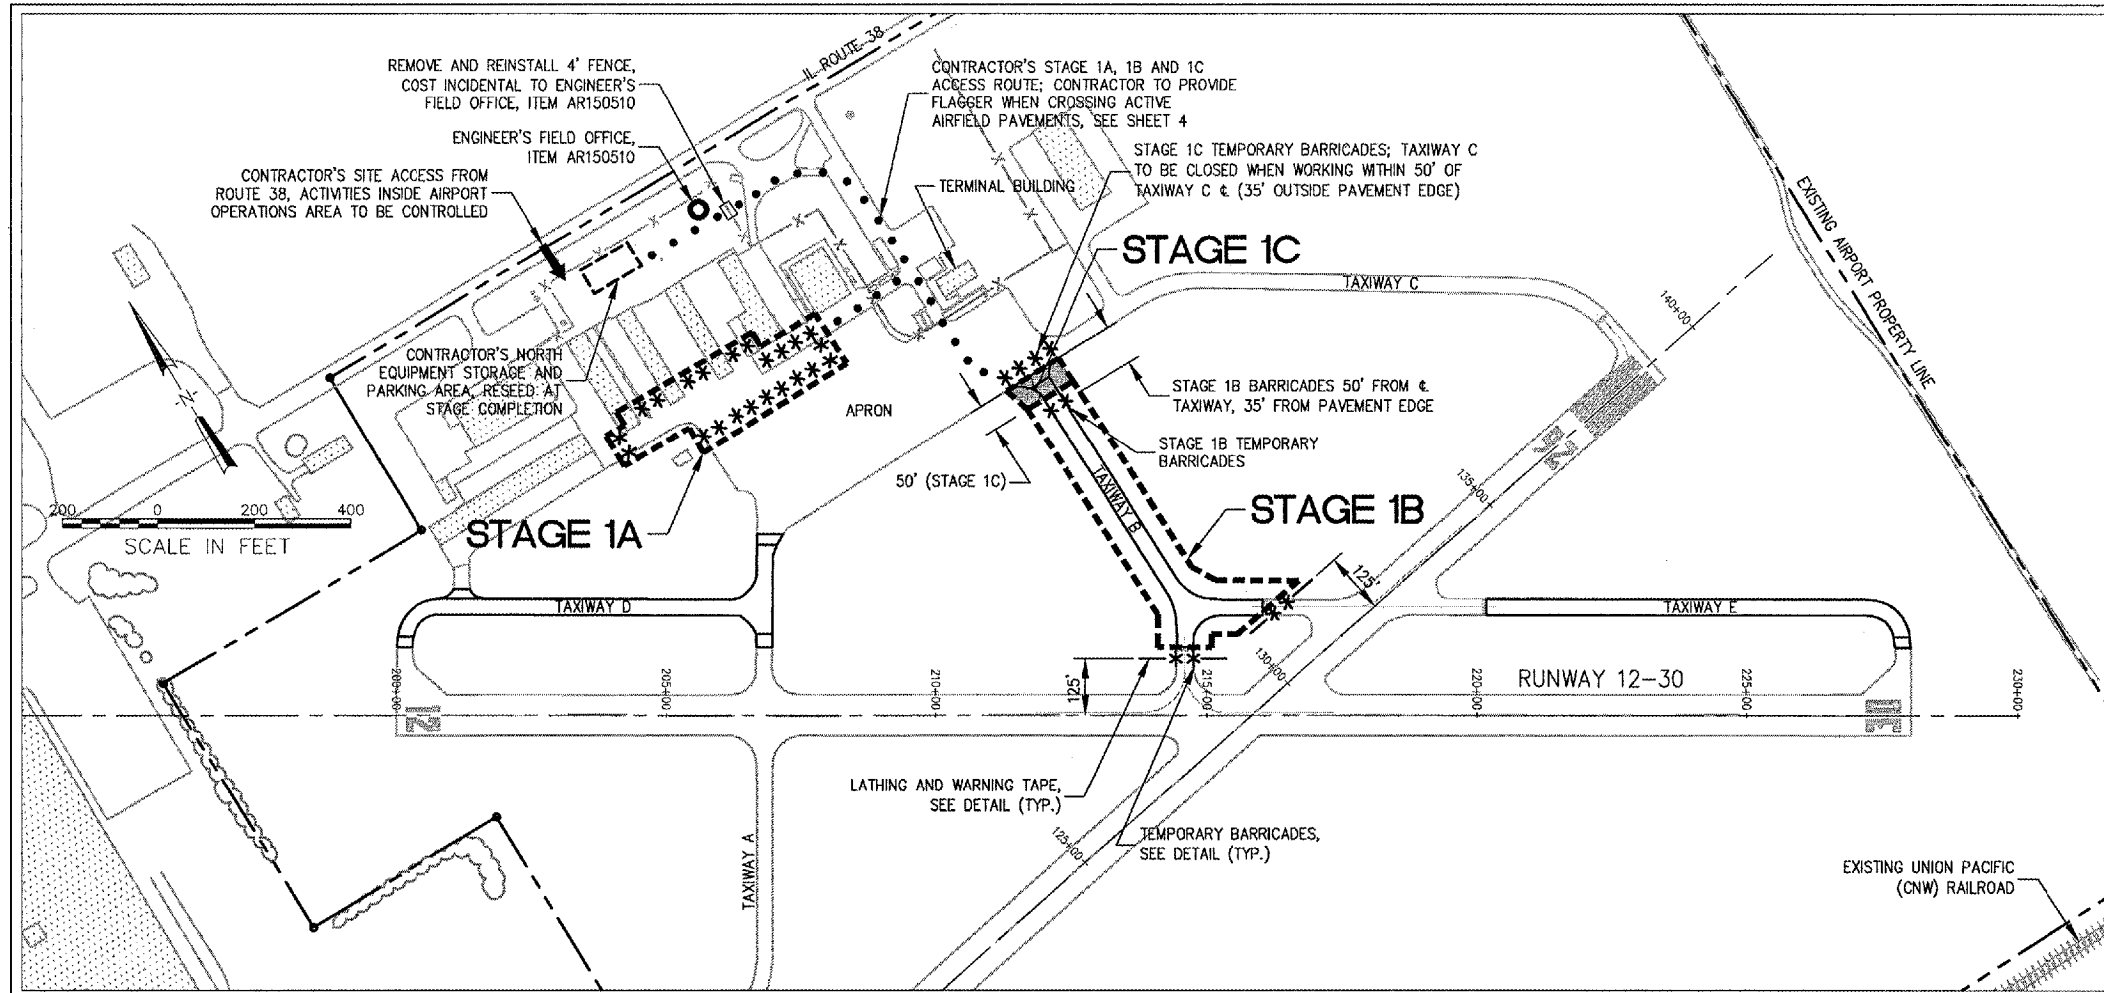 IL ROUTE 38
REMOVE AND REINSTALL 4' FENCE,
COST INCIDENTAL TO ENGINEER'S
FIELD OFFICE, ITEM AR150510
ENGINEER'S FIELD OFFICE,
ITEM AR150510
CONTRACTOR'S SITE ACCESS FROM
ROUTE 38, ACTIVITIES INSIDE AIRPORT
OPERATIONS AREA TO BE CONTROLLED
CONTRACTOR'S STAGE 1A, 1B AND 1C
ACCESS ROUTE; CONTRACTOR TO PROVIDE
FLAGGER WHEN CROSSING ACTIVE
AIRFIELD PAVEMENTS, SEE SHEET 4
STAGE 1C TEMPORARY BARRICADES; TAXIWAY C
TO BE CLOSED WHEN WORKING WITHIN 50' OF
TAXIWAY C ℄ (35' OUTSIDE PAVEMENT EDGE)
TERMINAL BUILDING
STAGE 1C
TAXIWAY C
EXISTING AIRPORT PROPERTY LINE
140+00
N
CONTRACTOR'S NORTH
EQUIPMENT STORAGE AND
PARKING AREA, RESEED AT
STAGE COMPLETION
APRON
STAGE 1B BARRICADES 50' FROM ℄
TAXIWAY, 35' FROM PAVEMENT EDGE
STAGE 1B TEMPORARY
BARRICADES
50' (STAGE 1C)
TAXIWAY B
24
135+00
200 0 200 400
SCALE IN FEET
STAGE 1A
STAGE 1B
125'
TAXIWAY D
TAXIWAY E
130+00
125'
200+00
205+00
210+00
215+00
220+00
225+00
230+00
RUNWAY 12-30
12
30
LATHING AND WARNING TAPE,
SEE DETAIL (TYP.)
TEMPORARY BARRICADES,
SEE DETAIL (TYP.)
125+00
TAXIWAY A
EXISTING UNION PACIFIC
(CNW) RAILROAD